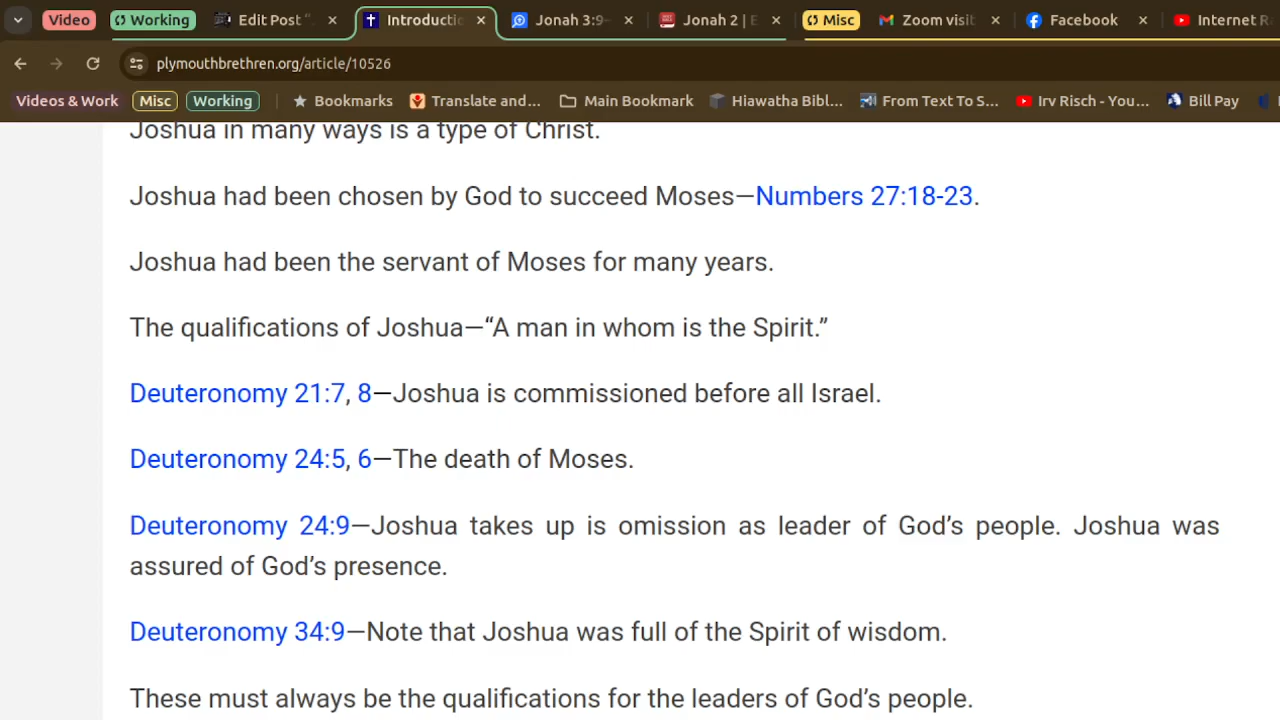 Video
Working
Edit Post “.
Introductio
Jonah 3:9-
Jonah 2 | E
Misc
Zoom visit
Facebook
Internet R
plymouthbrethren.org/article/10526
Videos & Work
Misc
Working
Bookmarks
Translate and...
Main Bookmark
Hiawatha Bibl...
From Text To S...
Irv Risch - You...
Bill Pay
Joshua in many ways is a type of Christ.
Joshua had been chosen by God to succeed Moses—Numbers 27:18-23.
Joshua had been the servant of Moses for many years.
The qualifications of Joshua—“A man in whom is the Spirit.”
Deuteronomy 21:7, 8—Joshua is commissioned before all Israel.
Deuteronomy 24:5, 6—The death of Moses.
Deuteronomy 24:9—Joshua takes up is omission as leader of God’s people. Joshua was
assured of God’s presence.
Deuteronomy 34:9—Note that Joshua was full of the Spirit of wisdom.
These must always be the qualifications for the leaders of God’s people.